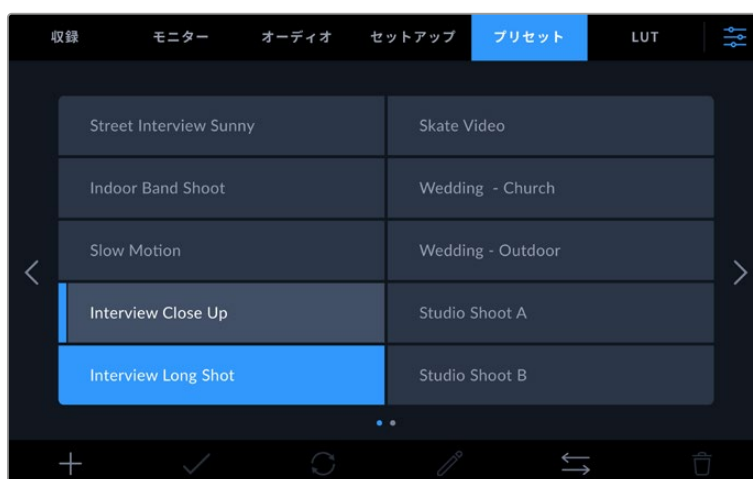 収録 モニター オーディオ セットアップ プリセット LUT
Street Interview Sunny
Skate Video
Indoor Band Shoot
Wedding - Church
Slow Motion
Wedding - Outdoor
Interview Close Up
Studio Shoot A
Interview Long Shot
Studio Shoot B